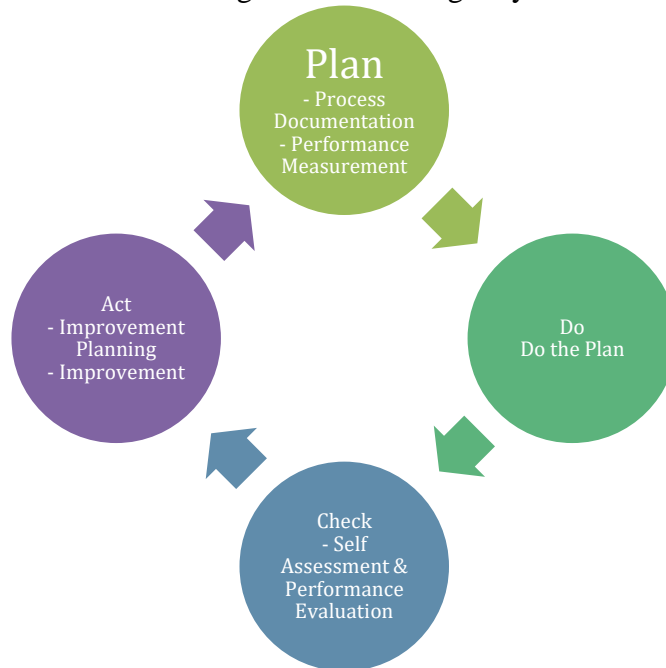 Plan
- Process
Documentation
- Performance
Measurement
Do
Do the Plan
Check
- Self
Assessment &
Performance
Evaluation
Act
- Improvement
Planning
- Improvement